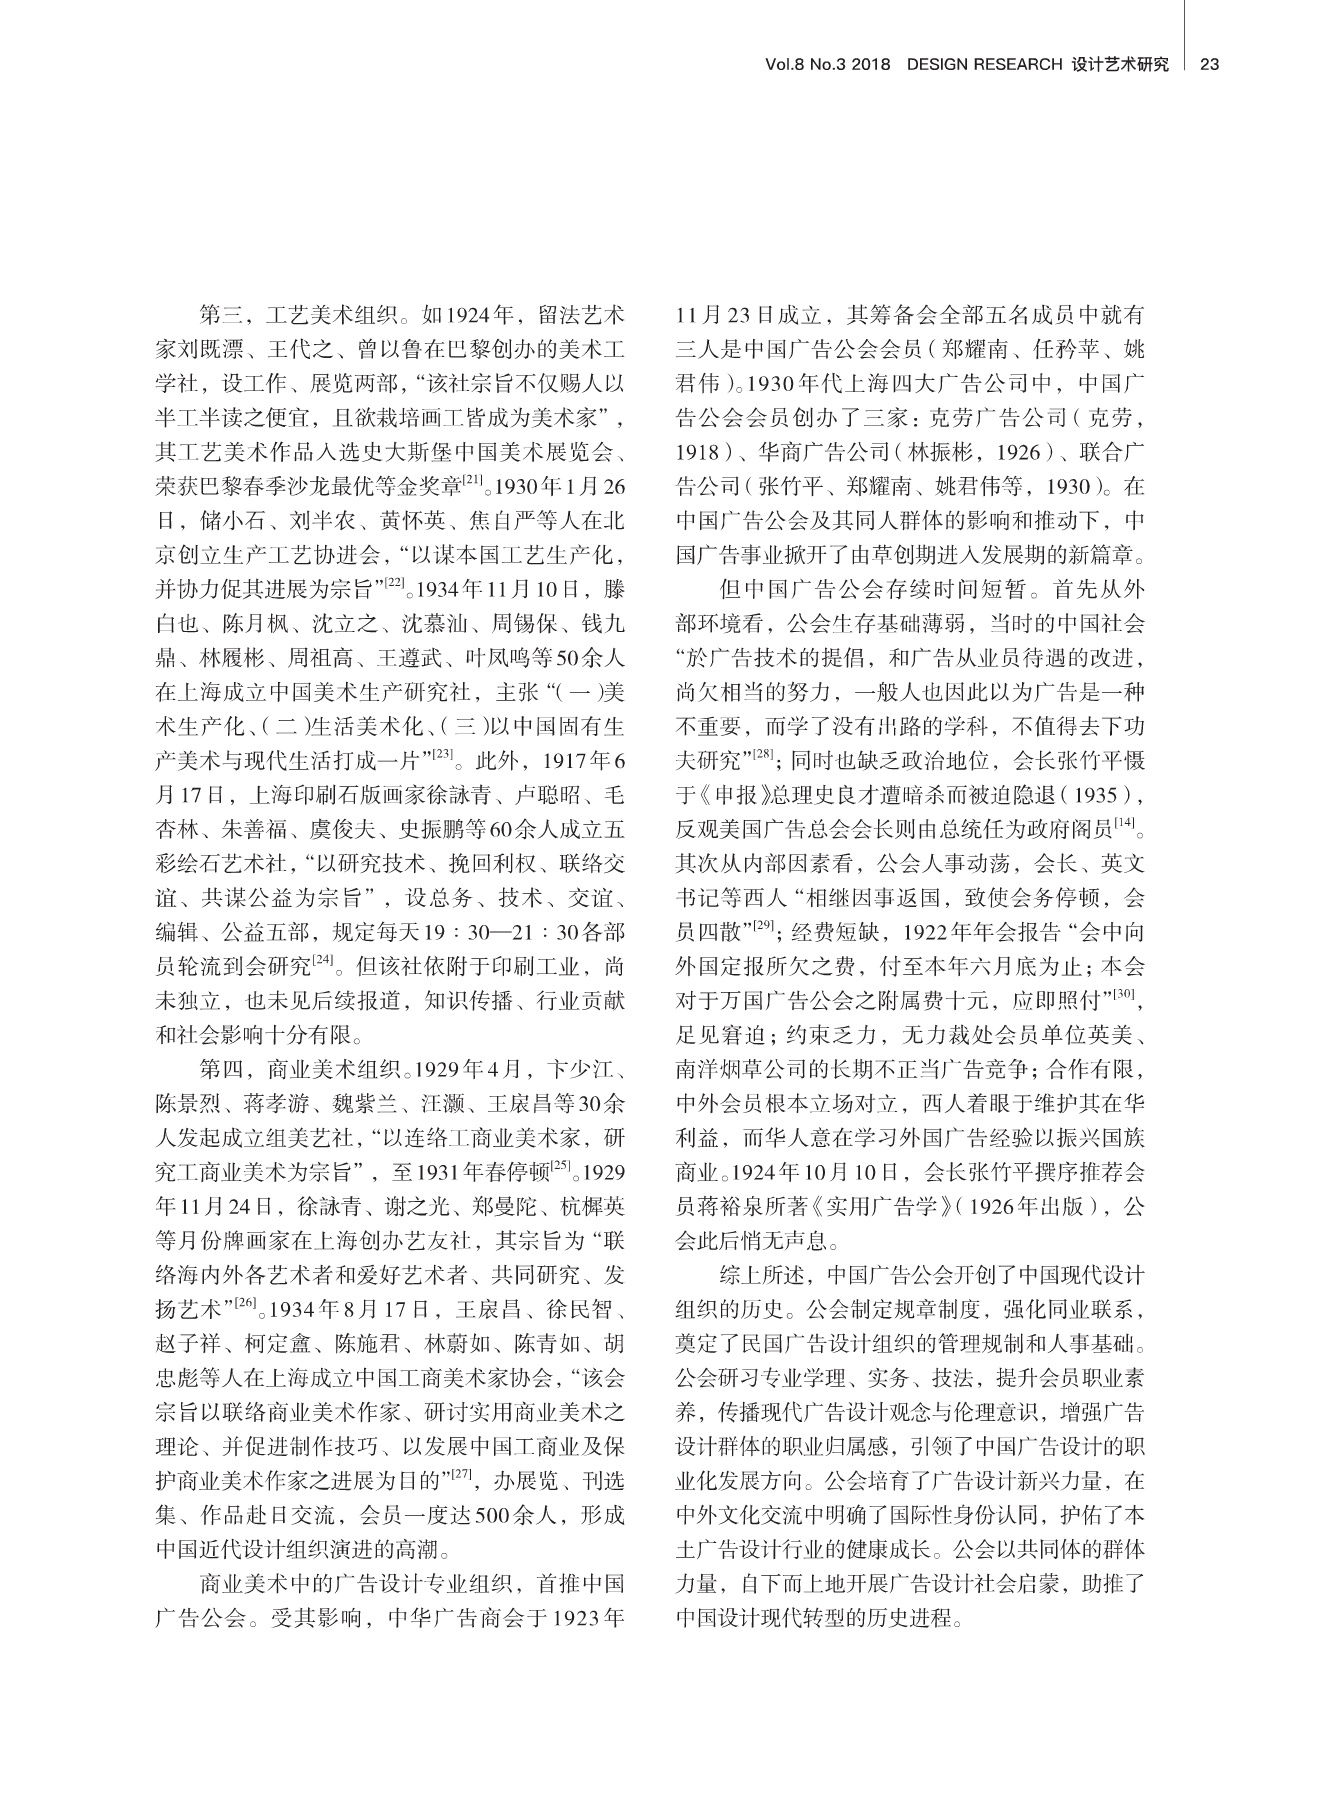 Vol.8 No.3 2018 DESIGN RESEARCH 设计艺术研究 23
第三，工艺美术组织。如1924年，留法艺术
家刘既漂、王代之、曾以鲁在巴黎创办的美术工
学社，设工作、展览两部，“该社宗旨不仅赐人以
半工半读之便宜，且欲栽培画工皆成为美术家”，
其工艺美术作品入选史大斯堡中国美术展览会、
荣获巴黎春季沙龙最优等金奖章[21]。1930年1月26
日，储小石、刘半农、黄怀英、焦自严等人在北
京创立生产工艺协进会，“以谋本国工艺生产化，
并协力促其进展为宗旨”[22]。1934年11月10日，滕
白也、陈月枫、沈立之、沈慕汕、周锡保、钱九
鼎、林履彬、周祖高、王遵武、叶凤鸣等50余人
在上海成立中国美术生产研究社，主张“（一）美
术生产化、（二）生活美术化、（三）以中国固有生
产美术与现代生活打成一片”[23]。此外，1917年6
月17日，上海印刷石版画家徐詠青、卢聪昭、毛
杏林、朱善福、虞俊夫、史振鹏等60余人成立五
彩绘石艺术社，“以研究技术、挽回利权、联络交
谊、共谋公益为宗旨”，设总务、技术、交谊、
编辑、公益五部，规定每天19：30—21：30各部
员轮流到会研究[24]。但该社依附于印刷工业，尚
未独立，也未见后续报道，知识传播、行业贡献
和社会影响十分有限。
第四，商业美术组织。1929年4月，卞少江、
陈景烈、蒋孝游、魏紫兰、汪灏、王扆昌等30余
人发起成立组美艺社，“以连络工商业美术家，研
究工商业美术为宗旨”，至1931年春停顿[25]。1929
年11月24日，徐詠青、谢之光、郑曼陀、杭樨英
等月份牌画家在上海创办艺友社，其宗旨为“联
络海内外各艺术者和爱好艺术者、共同研究、发
扬艺术”[26]。1934年8月17日，王扆昌、徐民智、
赵子祥、柯定盫、陈施君、林蔚如、陈青如、胡
忠彪等人在上海成立中国工商美术家协会，“该会
宗旨以联络商业美术作家、研讨实用商业美术之
理论、并促进制作技巧、以发展中国工商业及保
护商业美术作家之进展为目的”[27]，办展览、刊选
集、作品赴日交流，会员一度达500余人，形成
中国近代设计组织演进的高潮。
商业美术中的广告设计专业组织，首推中国
广告公会。受其影响，中华广告商会于1923年
11月23日成立，其筹备会全部五名成员中就有
三人是中国广告公会会员（郑耀南、任矜苹、姚
君伟）。1930年代上海四大广告公司中，中国广
告公会会员创办了三家：克劳广告公司（克劳，
1918）、华商广告公司（林振彬，1926）、联合广
告公司（张竹平、郑耀南、姚君伟等，1930）。在
中国广告公会及其同人群体的影响和推动下，中
国广告事业掀开了由草创期进入发展期的新篇章。
但中国广告公会存续时间短暂。首先从外
部环境看，公会生存基础薄弱，当时的中国社会
“於广告技术的提倡，和广告从业员待遇的改进，
尚欠相当的努力，一般人也因此以为广告是一种
不重要，而学了没有出路的学科，不值得去下功
夫研究”[28]；同时也缺乏政治地位，会长张竹平慑
于《申报》总理史良才遭暗杀而被迫隐退（1935），
反观美国广告总会会长则由总统任为政府阁员[14]。
其次从内部因素看，公会人事动荡，会长、英文
书记等西人“相继因事返国，致使会务停顿，会
员四散”[29]；经费短缺，1922年年会报告“会中向
外国定报所欠之费，付至本年六月底为止；本会
对于万国广告公会之附属费十元，应即照付”[30]，
足见窘迫；约束乏力，无力裁处会员单位英美、
南洋烟草公司的长期不正当广告竞争；合作有限，
中外会员根本立场对立，西人着眼于维护其在华
利益，而华人意在学习外国广告经验以振兴国族
商业。1924年10月10日，会长张竹平撰序推荐会
员蒋裕泉所著《实用广告学》（1926年出版），公
会此后悄无声息。
综上所述，中国广告公会开创了中国现代设计
组织的历史。公会制定规章制度，强化同业联系，
奠定了民国广告设计组织的管理规制和人事基础。
公会研习专业学理、实务、技法，提升会员职业素
养，传播现代广告设计观念与伦理意识，增强广告
设计群体的职业归属感，引领了中国广告设计的职
业化发展方向。公会培育了广告设计新兴力量，在
中外文化交流中明确了国际性身份认同，护佑了本
土广告设计行业的健康成长。公会以共同体的群体
力量，自下而上地开展广告设计社会启蒙，助推了
中国设计现代转型的历史进程。